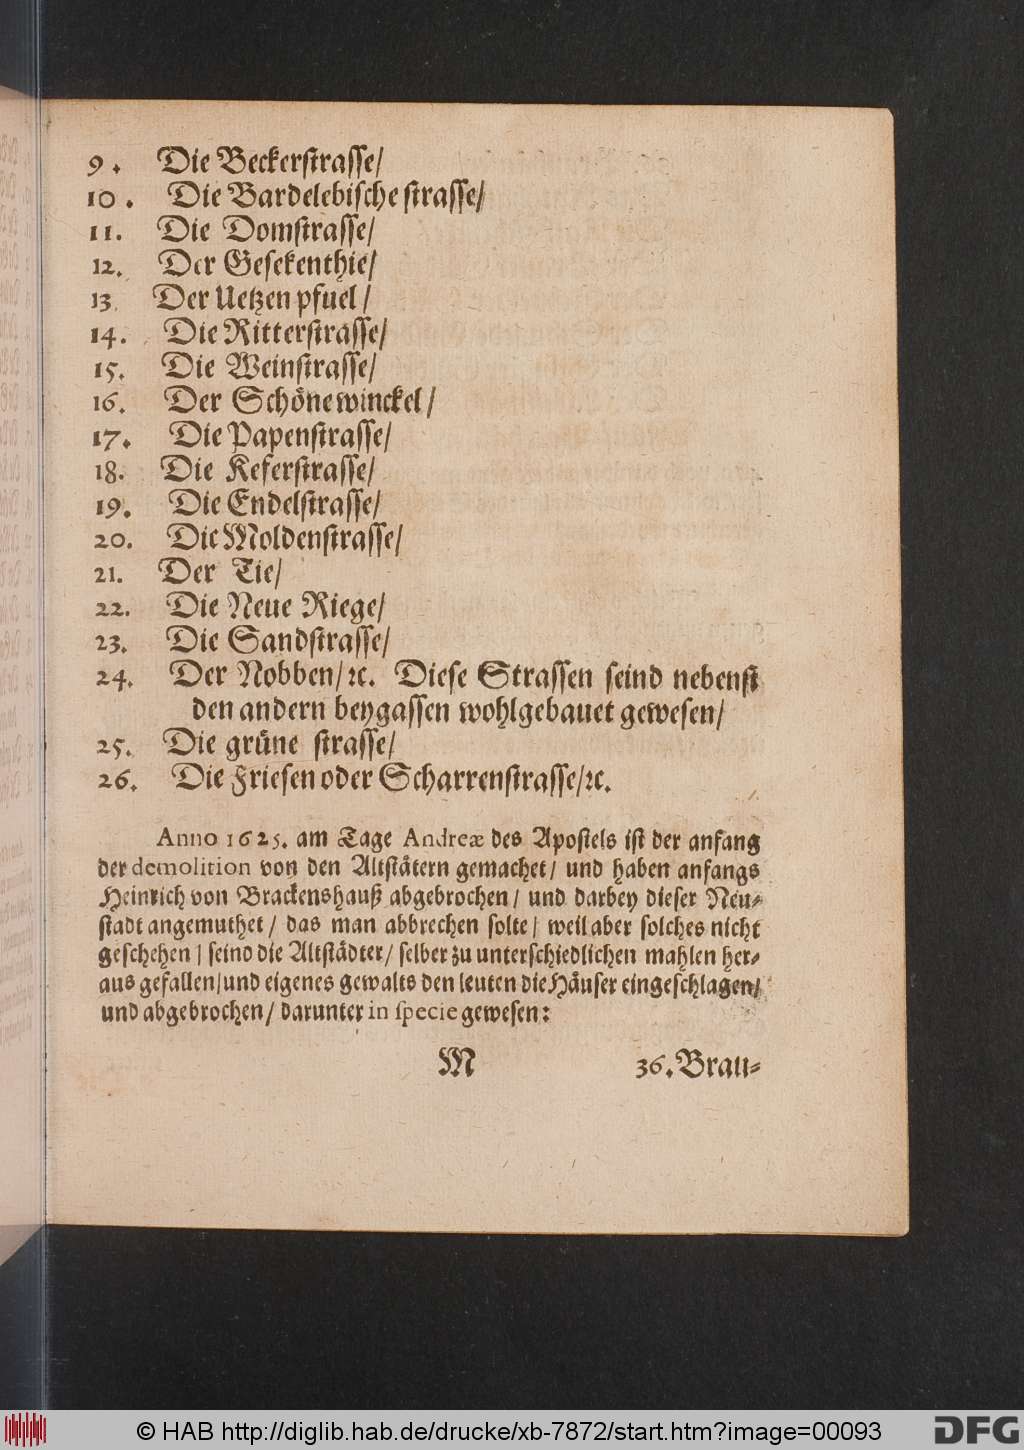 9. Die Beckerstrasse/
10. Die Bardelebische strasse/
11. Die Domstrasse/
12. Der Gesekenthie/
13 Der Uetzen pfuel/
14. Die Ritterstrasse/
15. Die Weinstrasse/
16. Der Schöne winckel/
17. Die Papenstrasse/
18. Die Keferstrasse/
19. Die Endelstrasse/
20. Die Moldenstrasse/
21. Der Tie/
22. Die Neue Riege/
23. Die Sandstrasse/
24. Der Nobben/ ꝛc. Diese Strassen seind nebenst
den andern beygassen wohlgebauet gewesen/
25. Die grüne strasse/
26. Die Friesen oder Scharrenstrasse/ꝛc.
Anno 1625. am Tage Andreæ des Apostels ist der anfang
der demolition von den Altstätern gemachet/ und haben anfangs
Heinrich von Brackenshauß abgebrochen/ und darbey dieser Neu-
stadt angemuthet/ das man abbrechen solte/ weil aber solches nicht
geschehen/ seind die Altstädter/ selber zu unterschiedlichen mahlen her-
aus gefallen/und eigenes gewalts den leuten die Häuser eingeschlagen/
und abgebrochen/ darunter in specie gewesen:
M 36. Brau-
© HAB http://diglib.hab.de/drucke/xb-7872/start.htm?image=00093
DFG